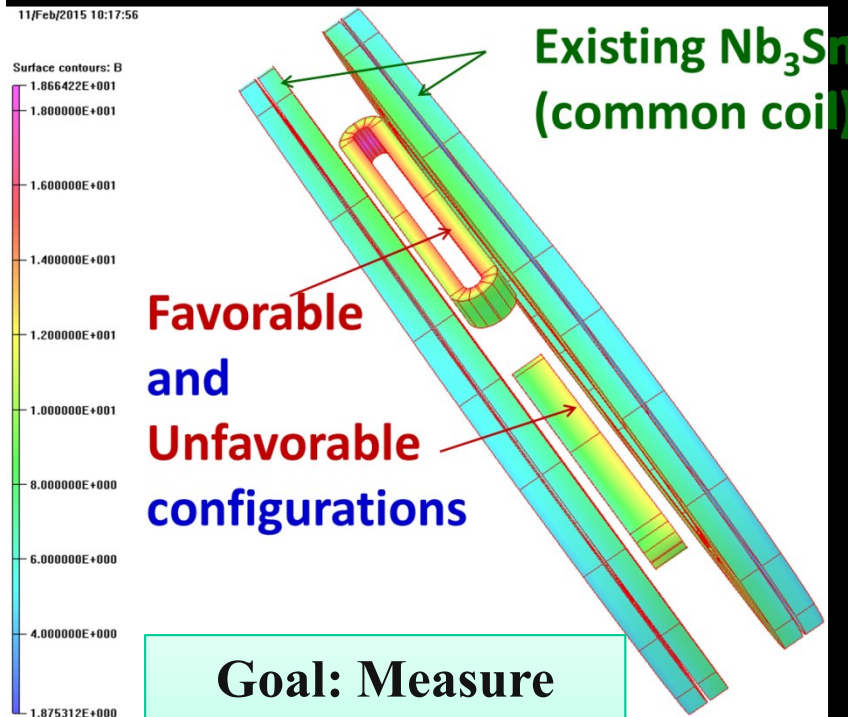 11/Feb/2015 10:17:56
Surface contours: B
1.866422E+001
1.800000E+001
1.600000E+001
1.400000E+001
1.200000E+001
1.000000E+001
8.000000E+000
6.000000E+000
4.000000E+000
1.875312E+000
Existing Nb₃Sn
(common coil)
Favorable
and
Unfavorable
configurations
Goal: Measure